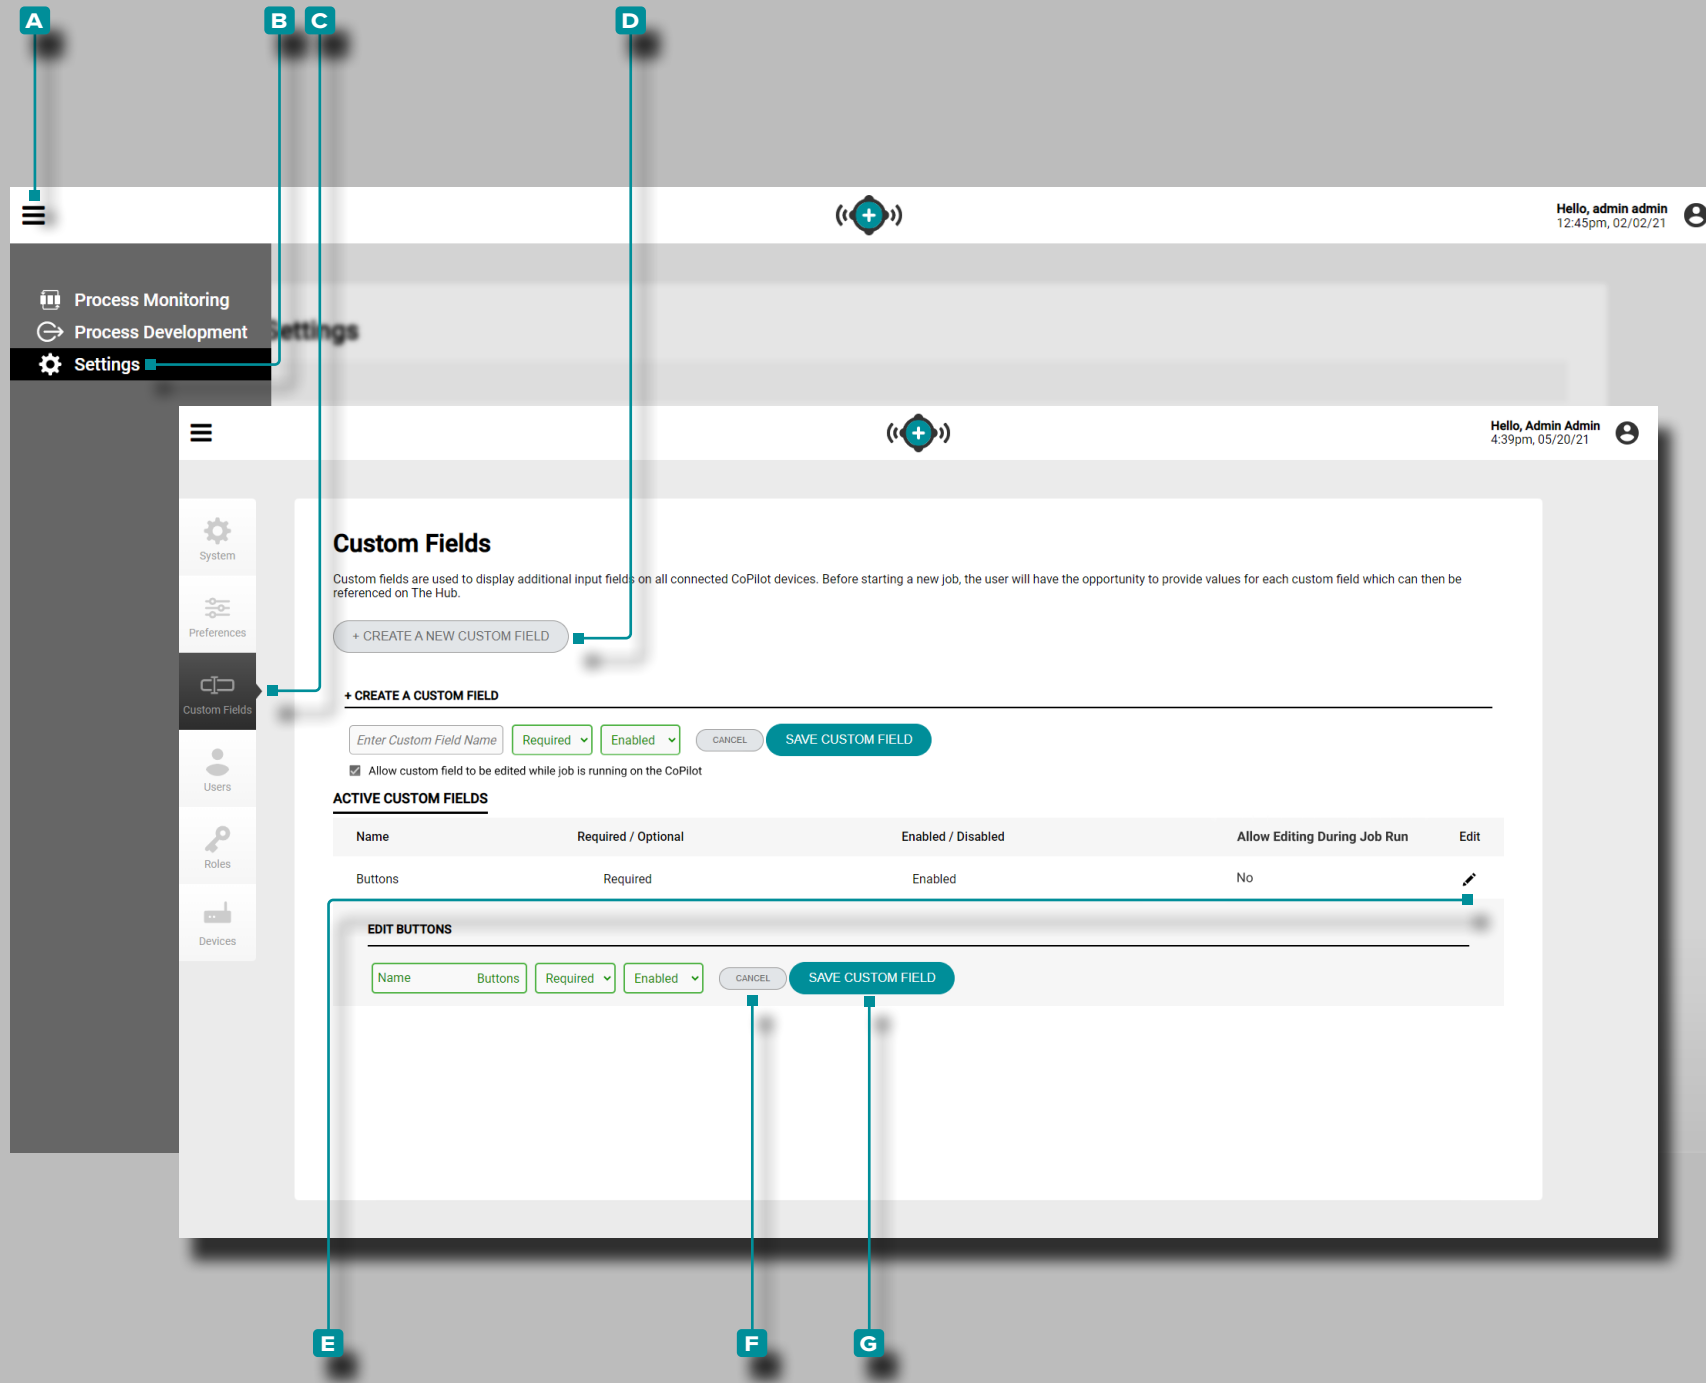 A B C D
Hello, admin admin
12:45pm, 02/02/21
Process Monitoring
Process Development
Settings
Settings
Hello, Admin Admin
4:39pm, 05/20/21
System
Preferences
Custom Fields
Users
Roles
Devices
Custom Fields
Custom fields are used to display additional input fields on all connected CoPilot devices. Before starting a new job, the user will have the opportunity to provide values for each custom field which can then be
referenced on The Hub.
+ CREATE A NEW CUSTOM FIELD
+ CREATE A CUSTOM FIELD
Enter Custom Field Name Required Enabled CANCEL SAVE CUSTOM FIELD
Allow custom field to be edited while job is running on the CoPilot
ACTIVE CUSTOM FIELDS
Name Required / Optional Enabled / Disabled Allow Editing During Job Run Edit
Buttons Required Enabled No
EDIT BUTTONS
Name Buttons Required Enabled CANCEL SAVE CUSTOM FIELD
E F G